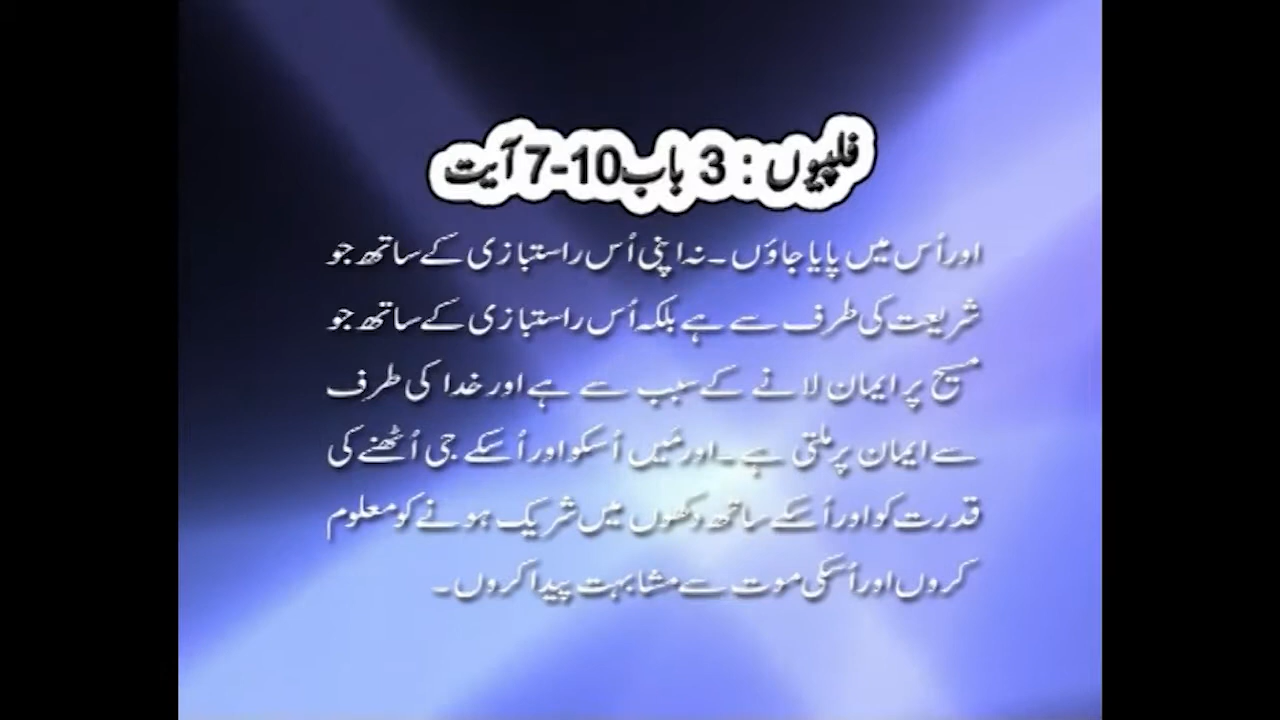 فلپیوں : 3 باب 10-7 آیت
اور اُس میں پایا جاؤں ۔ نہ اپنی اُس راستبازی کے ساتھ جو
شریعت کی طرف سے ہے بلکہ اُس راستبازی کے ساتھ جو
مسیح پر ایمان لانے کے سبب سے ہے اور خدا کی طرف
سے ایمان پر ملتی ہے ۔ اور مَیں اُسکو اور اُسکے جی اُٹھنے کی
قدرت کو اور اُسکے ساتھ دکھوں میں شریک ہونے کو معلوم
کروں اور اُسکی موت سے مشابہت پیدا کروں ۔